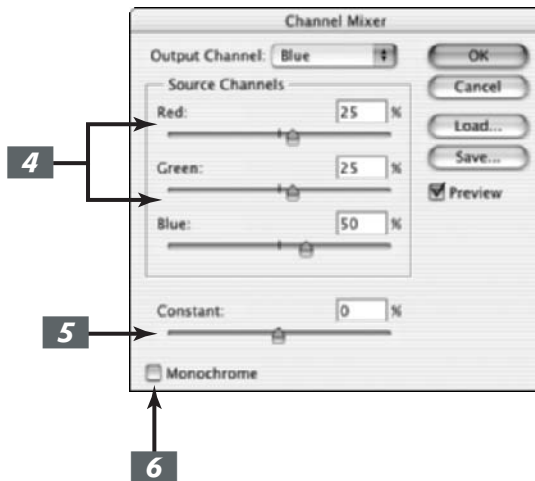 Channel Mixer
Output Channel: Blue
OK
Source Channels
Cancel
Red: 25 %
Load...
4
Green: 25 %
Save...
Preview
Blue: 50 %
Constant: 0 %
5
Monochrome
6